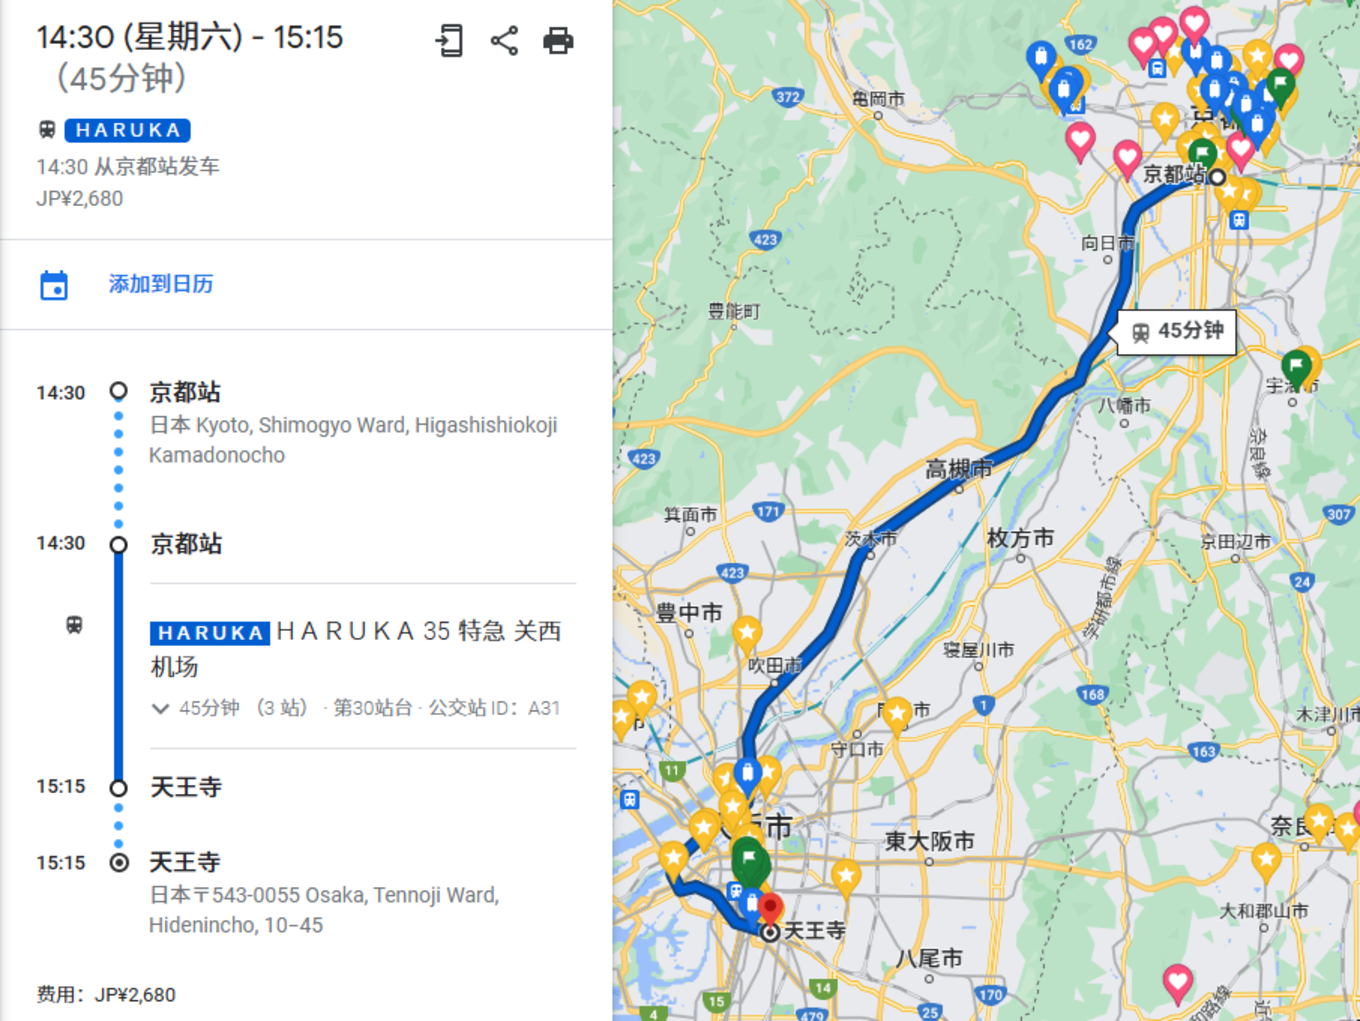 14:30 (星期六) - 15:15
（45分钟）
HARUKA
14:30 从京都站发车
JP¥2,680
添加到日历
14:30 京都站
日本 Kyoto, Shimogyo Ward, Higashishiokoji
Kamadonocho
14:30 京都站
HARUKA ＨＡＲＵＫＡ 35 特急 关西
机场
45分钟 （3 站） · 第30站台 · 公交站 ID： A31
15:15 天王寺
15:15 天王寺
日本〒543-0055 Osaka, Tennoji Ward,
Hidenincho, 10−45
费用： JP¥2,680
162
372
亀岡市
京都站
423
向日市
豊能町
45分钟
八幡市
奈良線
423
高槻市
箕面市
171
307
茨木市
枚方市
京田辺市
423
24
学研都市線
豊中市
寝屋川市
吹田市
168
1
木津川市
守口市
163
11
東大阪市
大和郡山市
天王寺
八尾市
14
15
170
4
479
25